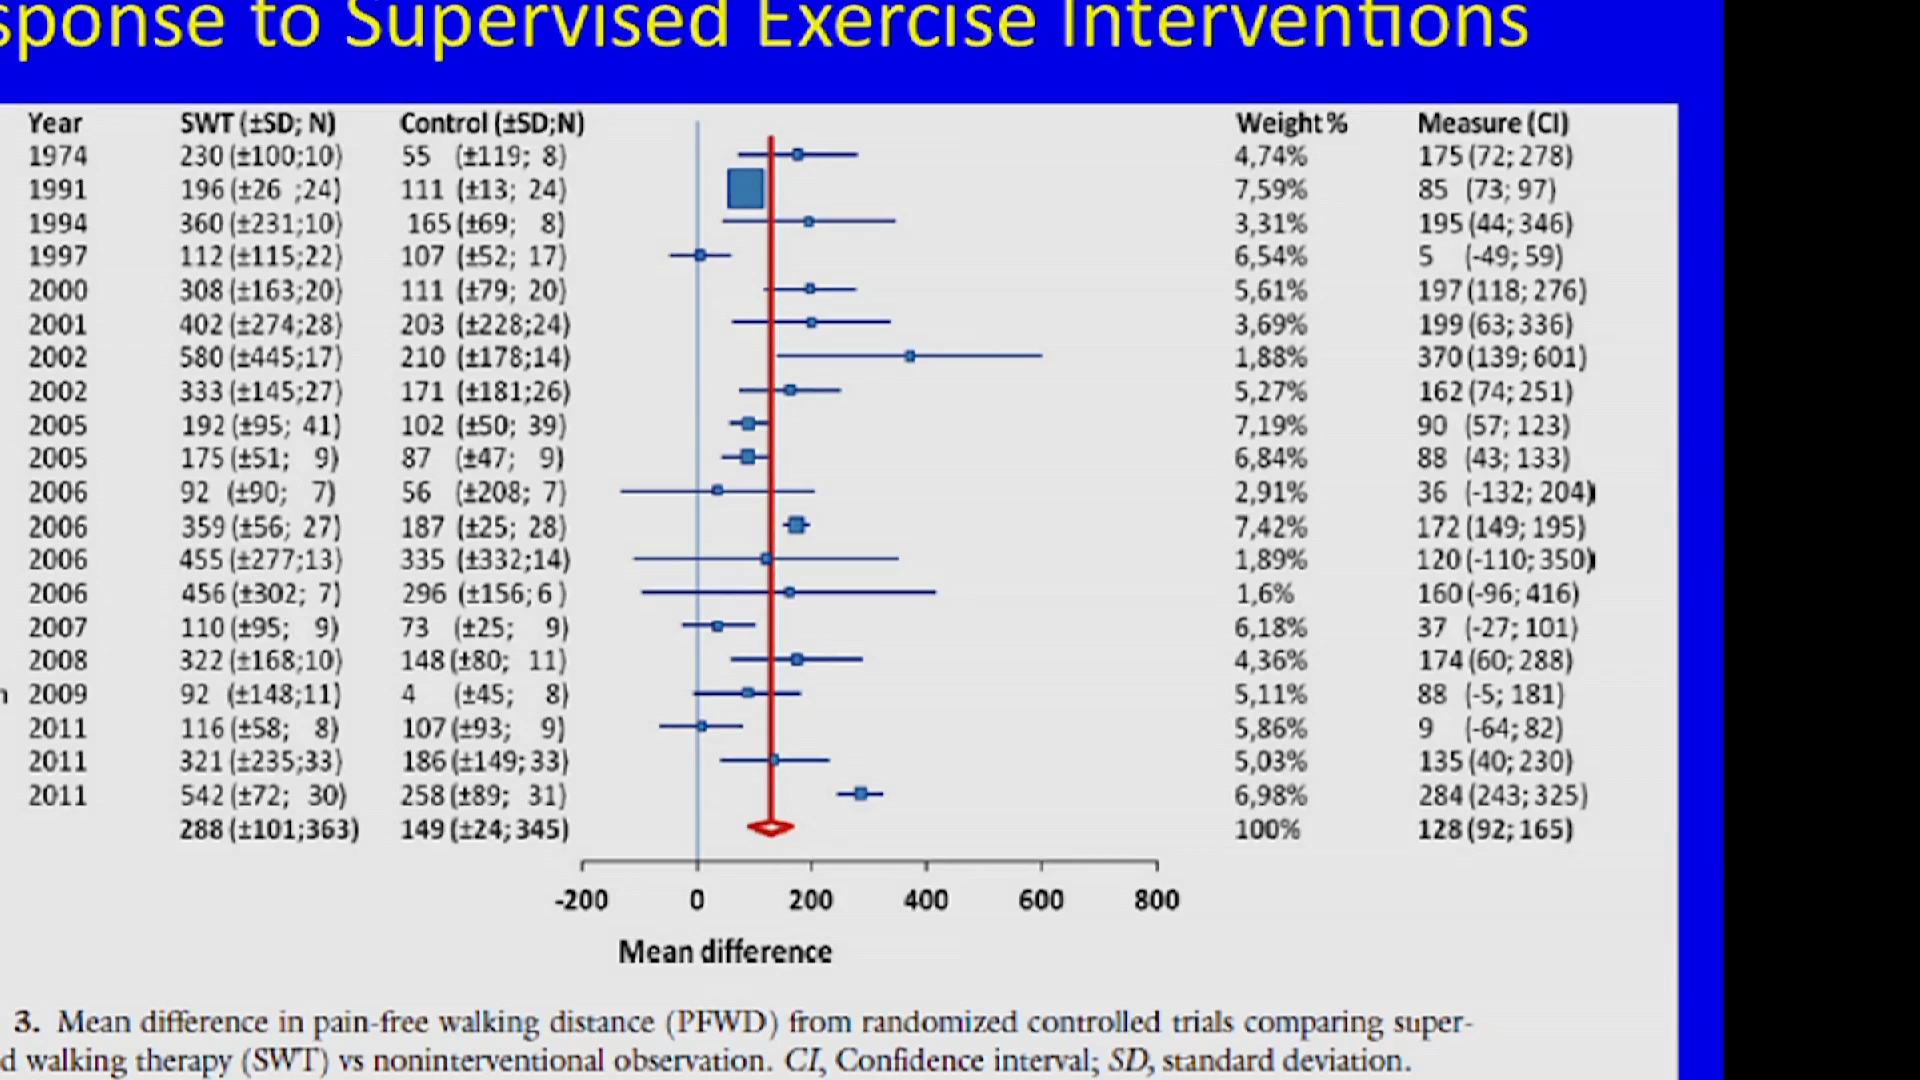 sponse to Supervised Exercise Interventions
Year SWT (±SD; N) Control (±SD;N) Weight % Measure (CI)
1974 230 (±100;10) 55 (±119; 8) 4,74% 175 (72; 278)
1991 196 (±26 ;24) 111 (±13; 24) 7,59% 85 (73; 97)
1994 360 (±231;10) 165 (±69; 8) 3,31% 195 (44; 346)
1997 112 (±115;22) 107 (±52; 17) 6,54% 5 (-49; 59)
2000 308 (±163;20) 111 (±79; 20) 5,61% 197 (118; 276)
2001 402 (±274;28) 203 (±228;24) 3,69% 199 (63; 336)
2002 580 (±445;17) 210 (±178;14) 1,88% 370 (139; 601)
2002 333 (±145;27) 171 (±181;26) 5,27% 162 (74; 251)
2005 192 (±95; 41) 102 (±50; 39) 7,19% 90 (57; 123)
2005 175 (±51; 9) 87 (±47; 9) 6,84% 88 (43; 133)
2006 92 (±90; 7) 56 (±208; 7) 2,91% 36 (-132; 204)
2006 359 (±56; 27) 187 (±25; 28) 7,42% 172 (149; 195)
2006 455 (±277;13) 335 (±332;14) 1,89% 120 (-110; 350)
2006 456 (±302; 7) 296 (±156; 6 ) 1,6% 160 (-96; 416)
2007 110 (±95; 9) 73 (±25; 9) 6,18% 37 (-27; 101)
2008 322 (±168;10) 148 (±80; 11) 4,36% 174 (60; 288)
n 2009 92 (±148;11) 4 (±45; 8) 5,11% 88 (-5; 181)
2011 116 (±58; 8) 107 (±93; 9) 5,86% 9 (-64; 82)
2011 321 (±235;33) 186 (±149; 33) 5,03% 135 (40; 230)
2011 542 (±72; 30) 258 (±89; 31) 6,98% 284 (243; 325)
288 (±101;363) 149 (±24; 345) 100% 128 (92; 165)
-200 0 200 400 600 800
Mean difference
3. Mean difference in pain-free walking distance (PFWD) from randomized controlled trials comparing super-
d walking therapy (SWT) vs noninterventional observation. CI, Confidence interval; SD, standard deviation.